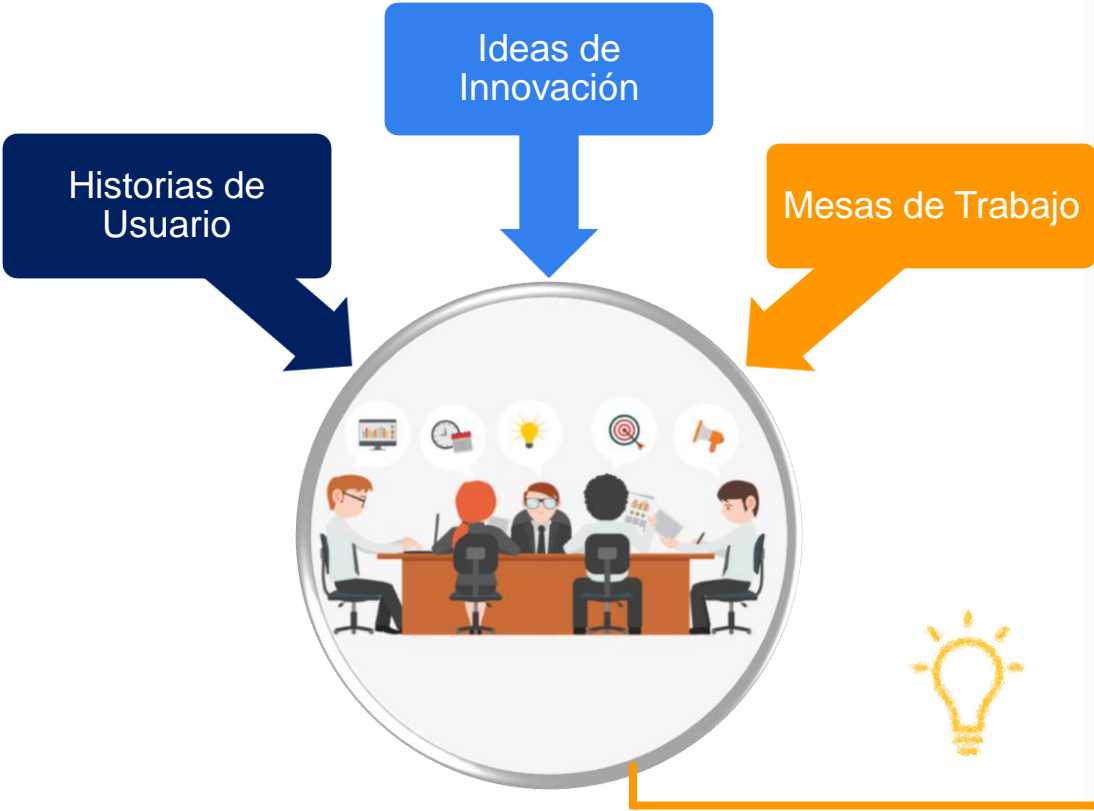 Ideas de
Innovación
Historias de
Usuario
Mesas de Trabajo